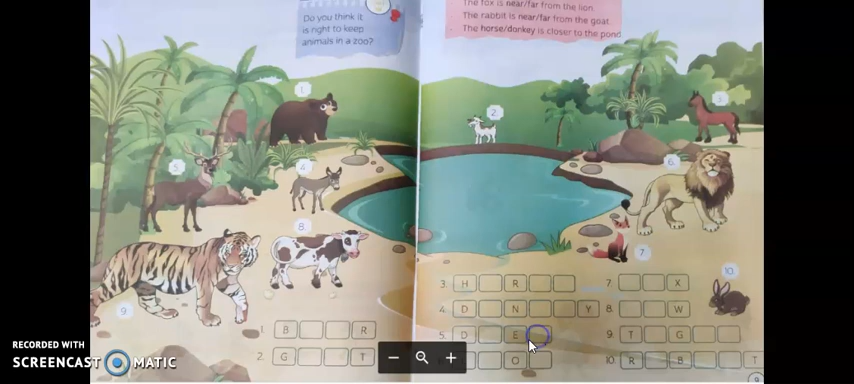 Do you think it
is right to keep
animals in a zoo?
The fox is near/far from the lion.
The rabbit is near/far from the goat.
The horse/donkey is closer to the pond
1.
2.
3.
5.
4.
6.
8.
7.
10.
9
3. H R
7. X
4. D N Y
8. W
1. B R
5. D E
9. T G
2. G T
O
10. R B T
9
RECORDED WITH
SCREENCAST MATIC